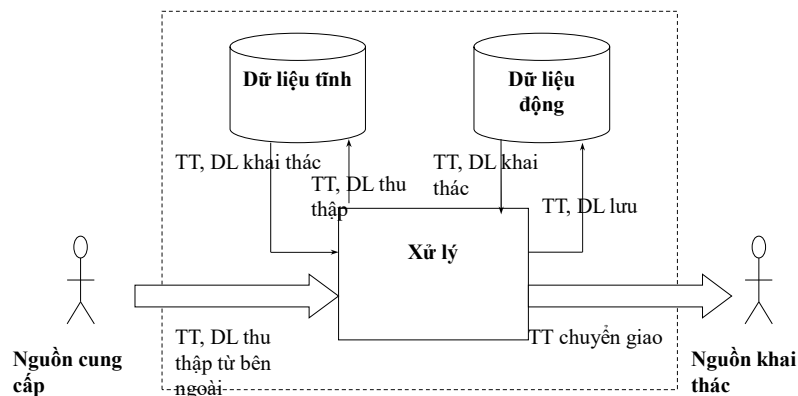 Dữ liệu tĩnh
Dữ liệu
động
TT, DL khai thác
TT, DL thu
thập
TT, DL khai
thác
TT, DL lưu
Xử lý
TT, DL thu
thập từ bên
ngoài
TT chuyển giao
Nguồn cung
cấp
Nguồn khai
thác